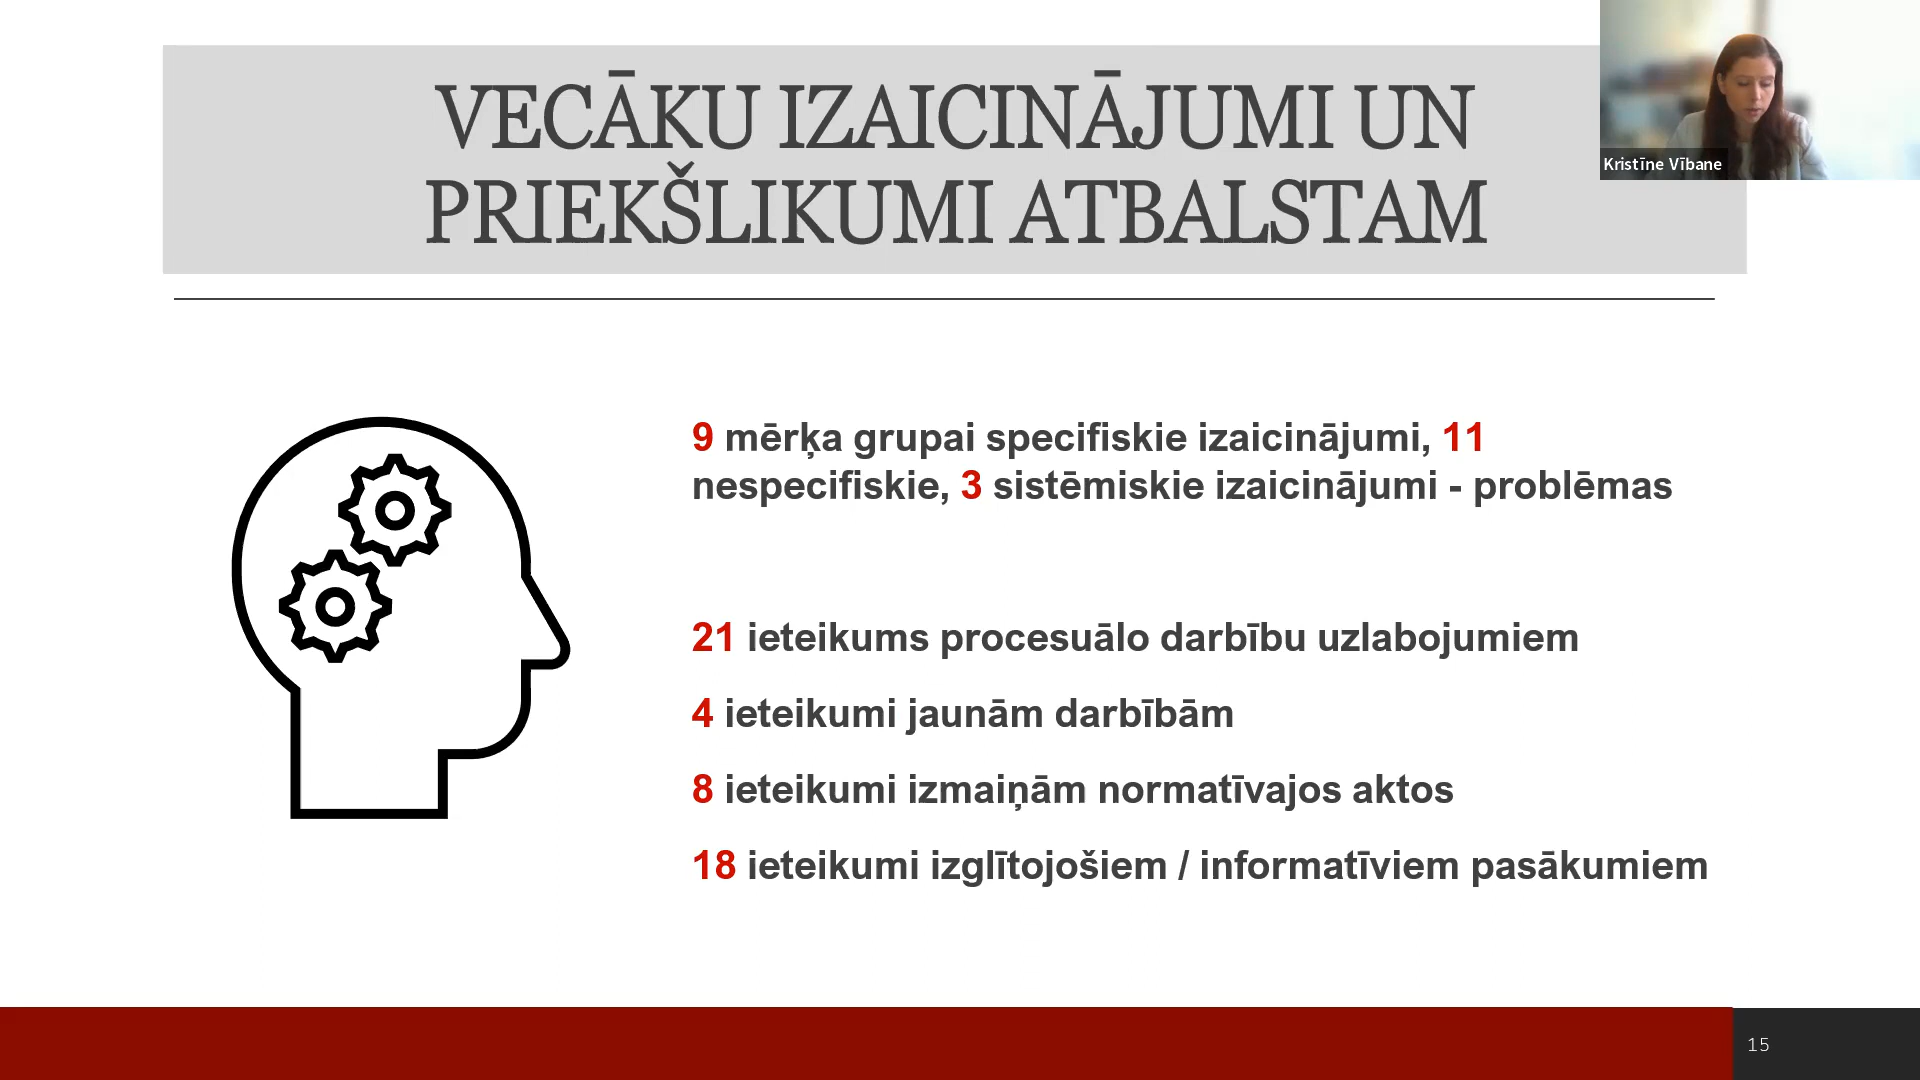 VECĀKU IZAICINĀJUMI UN
PRIEKŠLIKUMI ATBALSTAM
Kristīne Vībane
9 mērķa grupai specifiskie izaicinājumi, 11
nespecifiskie, 3 sistēmiskie izaicinājumi - problēmas
21 ieteikums procesuālo darbību uzlabojumiem
4 ieteikumi jaunām darbībām
8 ieteikumi izmaiņām normatīvajos aktos
18 ieteikumi izglītojošiem / informatīviem pasākumiem
15